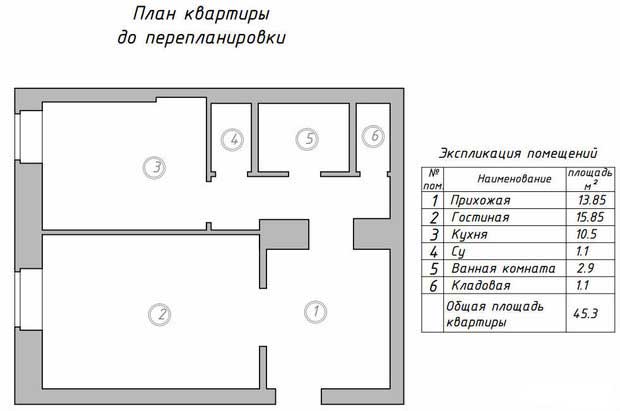 План квартиры
до перепланировки
3
4
5
6
2
1
Экспликация помещений
№ пом. Наименование площадь м²
1 Прихожая 13.85
2 Гостиная 15.85
3 Кухня 10.5
4 Су 1.1
5 Ванная комната 2.9
6 Кладовая 1.1
Общая площадь
квартиры 45.3